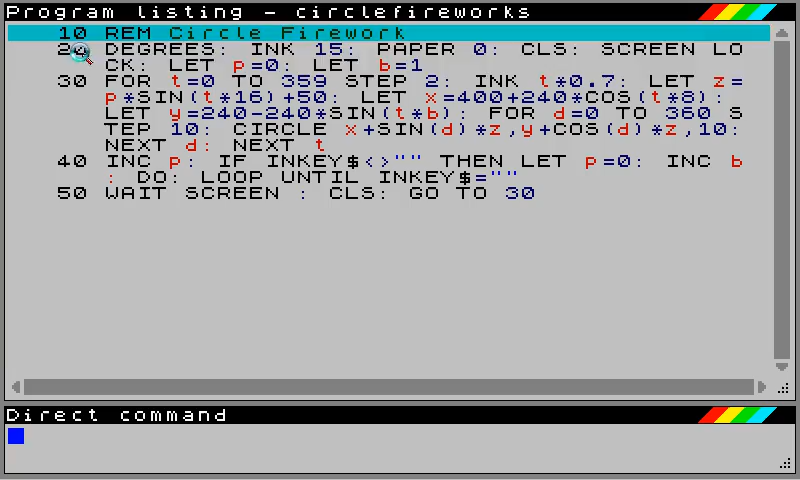 Program listing - circlefireworks
10 REM Circle Firework
20 DEGREES: INK 15: PAPER 0: CLS: SCREEN LO
CK: LET p=0: LET b=1
30 FOR t=0 TO 359 STEP 2: INK t*0.7: LET z=
p*SIN(t*16)+50: LET x=400+240*COS(t*8):
LET y=240-240*SIN(t*b): FOR d=0 TO 360 S
TEP 10: CIRCLE x+SIN(d)*z,y+COS(d)*z,10:
NEXT d: NEXT t
40 INC p: IF INKEY$<>"" THEN LET p=0: INC b
: DO: LOOP UNTIL INKEY$=""
50 WAIT SCREEN : CLS: GO TO 30
Direct command